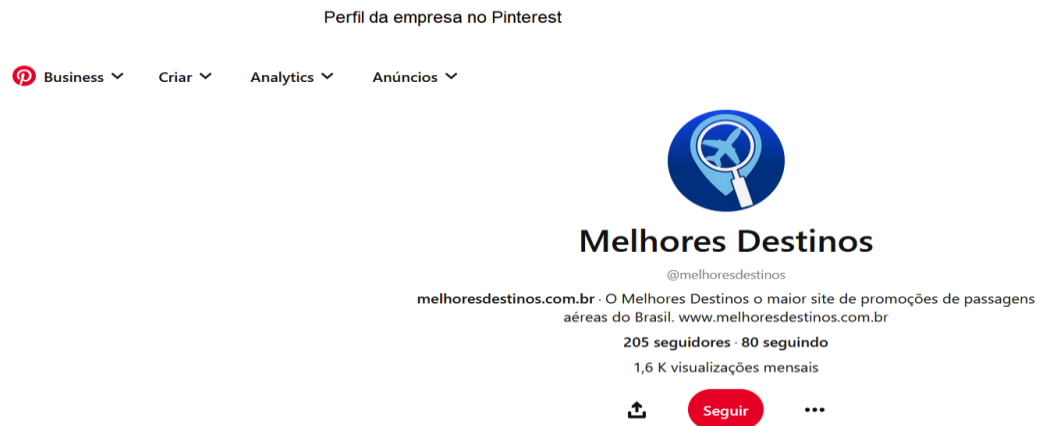 Perfil da empresa no Pinterest
Business Criar Analytics Anúncios
Melhores Destinos
@melhoresdestinos
melhoresdestinos.com.br · O Melhores Destinos o maior site de promoções de passagens
aéreas do Brasil. www.melhoresdestinos.com.br
205 seguidores · 80 seguindo
1,6 K visualizações mensais
Seguir